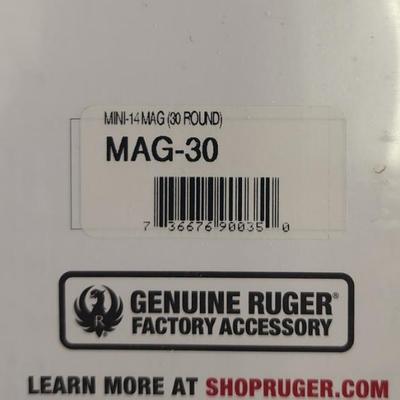 MINI-14 MAG (30 ROUND)
MAG-30
7 36676 90035 0
R
GENUINE RUGER®
FACTORY ACCESSORY
LEARN MORE AT SHOPRUGER.COM